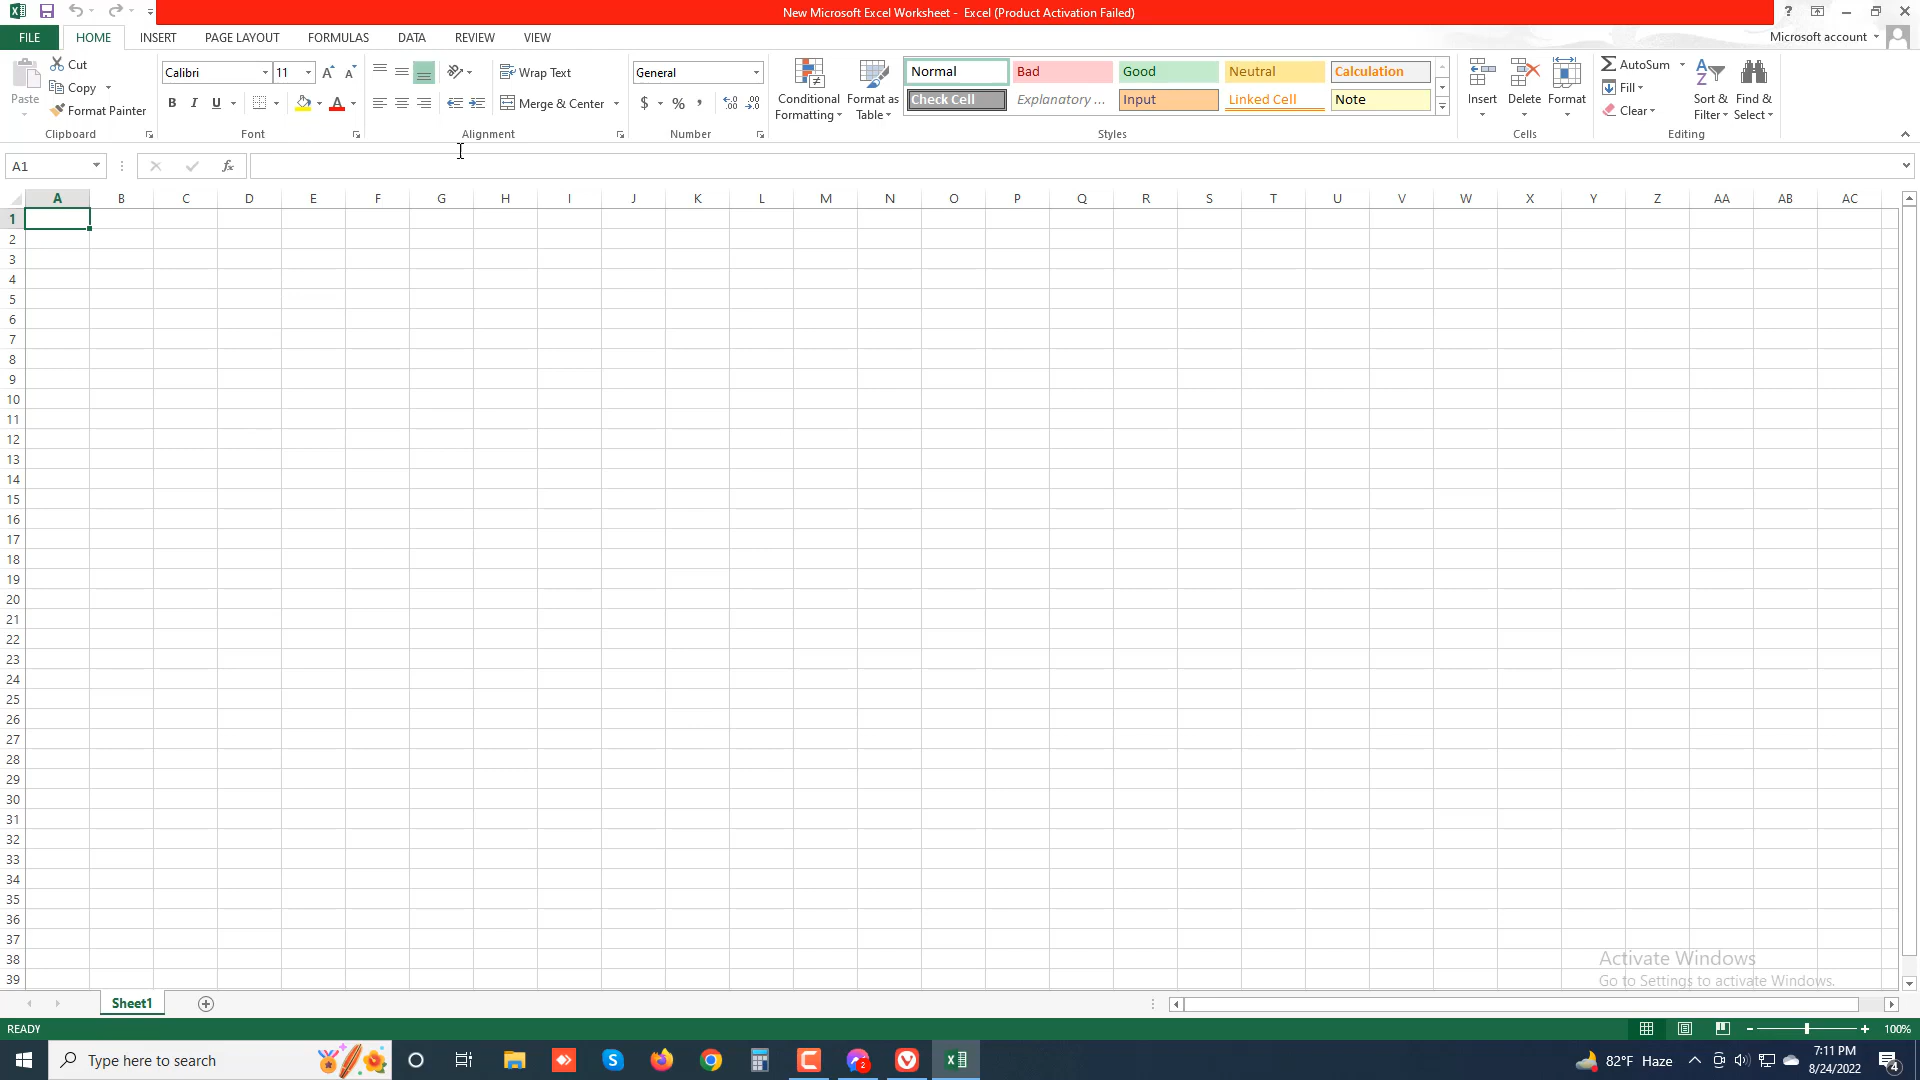 New Microsoft Excel Worksheet - Excel (Product Activation Failed)
?
FILE HOME INSERT PAGE LAYOUT FORMULAS DATA REVIEW VIEW Microsoft account
Paste Cut
Copy
Format Painter
Clipboard
Calibri 11 A A
B I U A
Font
Wrap Text
Merge & Center
Alignment
General
$ % ,
Number
Conditional Formatting
Format as Table
Normal Bad Good Neutral Calculation
Check Cell Explanatory ... Input Linked Cell Note
Styles
Insert Delete Format
Cells
AutoSum
Fill
Clear
Sort & Filter
Find & Select
Editing
A1 fx
A B C D E F G H I J K L M N O P Q R S T U V W X Y Z AA AB AC
1
2
3
4
5
6
7
8
9
10
11
12
13
14
15
16
17
18
19
20
21
22
23
24
25
26
27
28
29
30
31
32
33
34
35
36
37
38
39
Activate Windows
Go to Settings to activate Windows.
Sheet1
READY 100%
Type here to search 2 82°F Haze 7:11 PM
8/24/2022 4